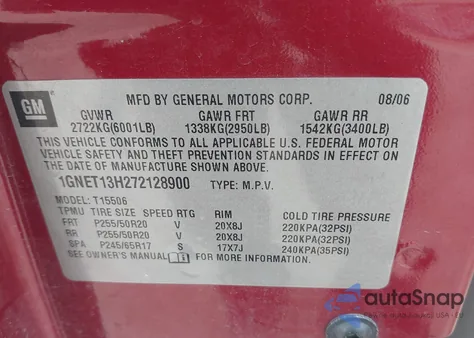 GM
MFD BY GENERAL MOTORS CORP. 08/06
GVWR GAWR FRT GAWR RR
2722KG(6001LB) 1338KG(2950LB) 1542KG(3400LB)
THIS VEHICLE CONFORMS TO ALL APPLICABLE U.S. FEDERAL MOTOR
VEHICLE SAFETY AND THEFT PREVENTION STANDARDS IN EFFECT ON
THE DATE OF MANUFACTURE SHOWN ABOVE.
1GNET13H272128900 TYPE: M.P.V.
MODEL: T15506
TPMU TIRE SIZE SPEED RTG RIM COLD TIRE PRESSURE
FRT P255/50R20 V 20X8J 220KPA(32PSI)
RR P255/50R20 V 20X8J 220KPA(32PSI)
SPA P245/65R17 S 17X7J 240KPA(35PSI)
SEE OWNER'S MANUAL FOR MORE INFORMATION.
autoSnap